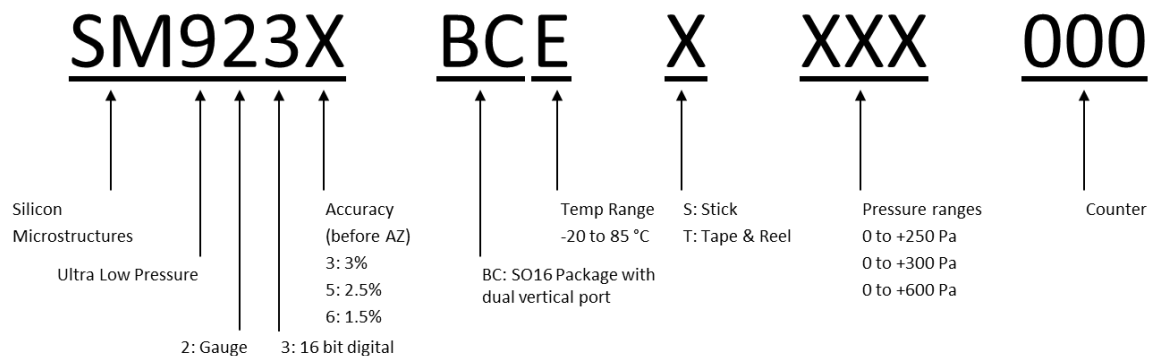 SM923X BCE X XXX 000
Silicon
Microstructures
Ultra Low Pressure
2: Gauge
3: 16 bit digital
Accuracy
(before AZ)
3: 3%
5: 2.5%
6: 1.5%
BC: SO16 Package with
dual vertical port
Temp Range
-20 to 85 °C
S: Stick
T: Tape & Reel
Pressure ranges
0 to +250 Pa
0 to +300 Pa
0 to +600 Pa
Counter